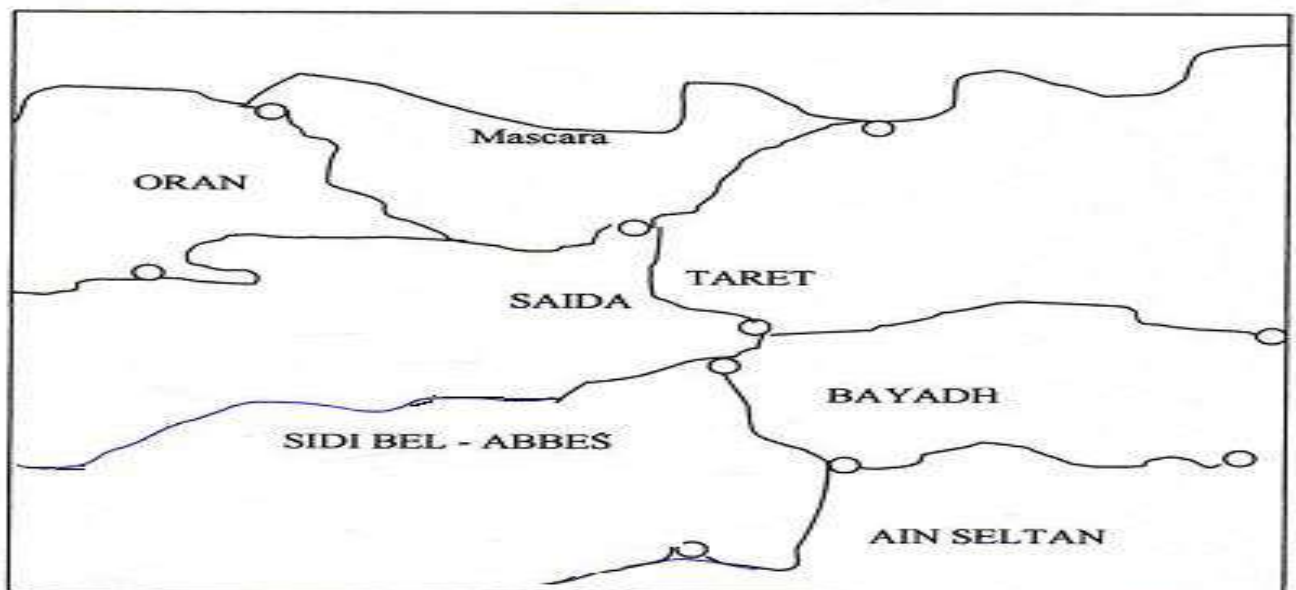 Mascara
ORAN
TARET
SAIDA
BAYADH
SIDI BEL - ABBES
AIN SELTAN